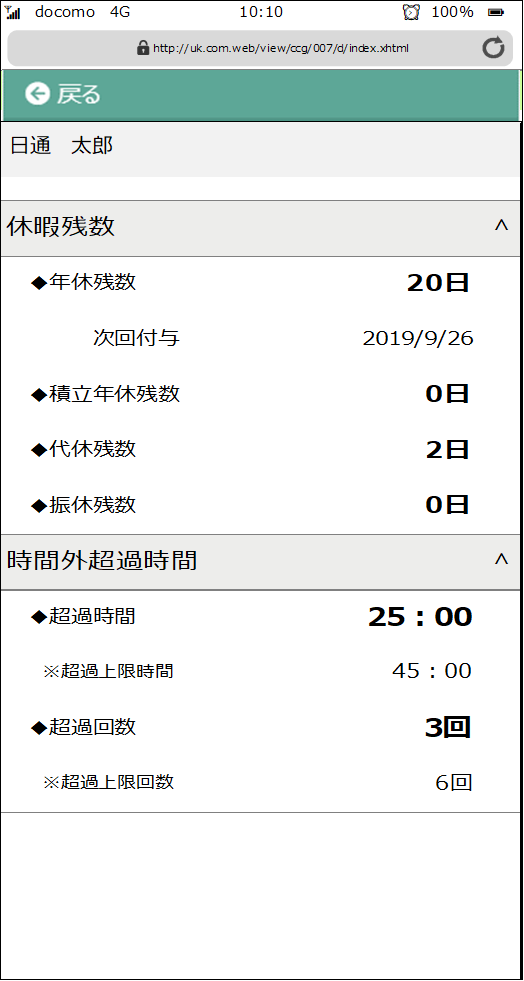 docomo 4G 10:10 100%
http://uk.com.web/view/ccg/007/d/index.xhtml
戻る
日通　太郎
休暇残数 ^
◆年休残数 20日
次回付与 2019/9/26
◆積立年休残数 0日
◆代休残数 2日
◆振休残数 0日
時間外超過時間 ^
◆超過時間 25：00
※超過上限時間 45：00
◆超過回数 3回
※超過上限回数 6回